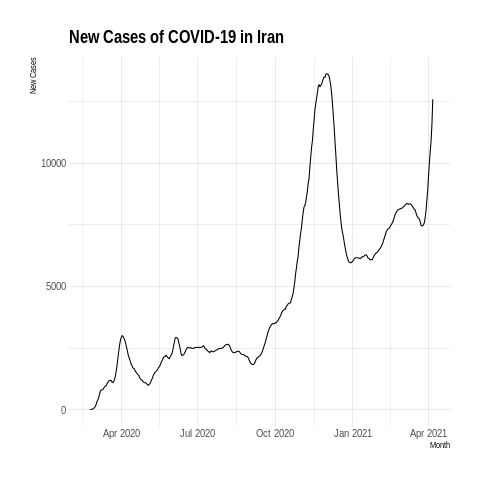 New Cases of COVID-19 in Iran
New Cases
10000
5000
0
Apr 2020 Jul 2020 Oct 2020 Jan 2021 Apr 2021
Month